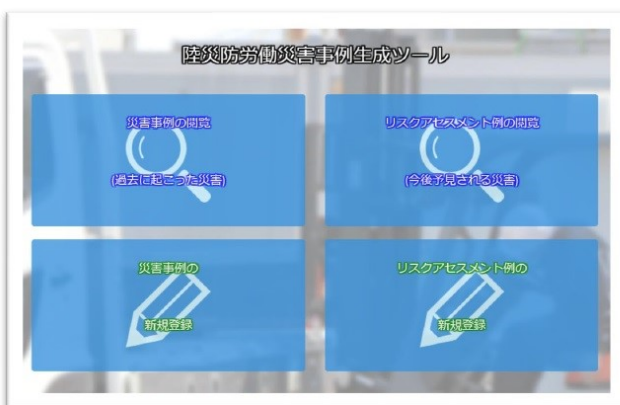 陸災防労働災害事例生成ツール
災害事例の閲覧
(過去に起こった災害)
リスクアセスメント例の閲覧
(今後予見される災害)
災害事例の
新規登録
リスクアセスメント例の
新規登録